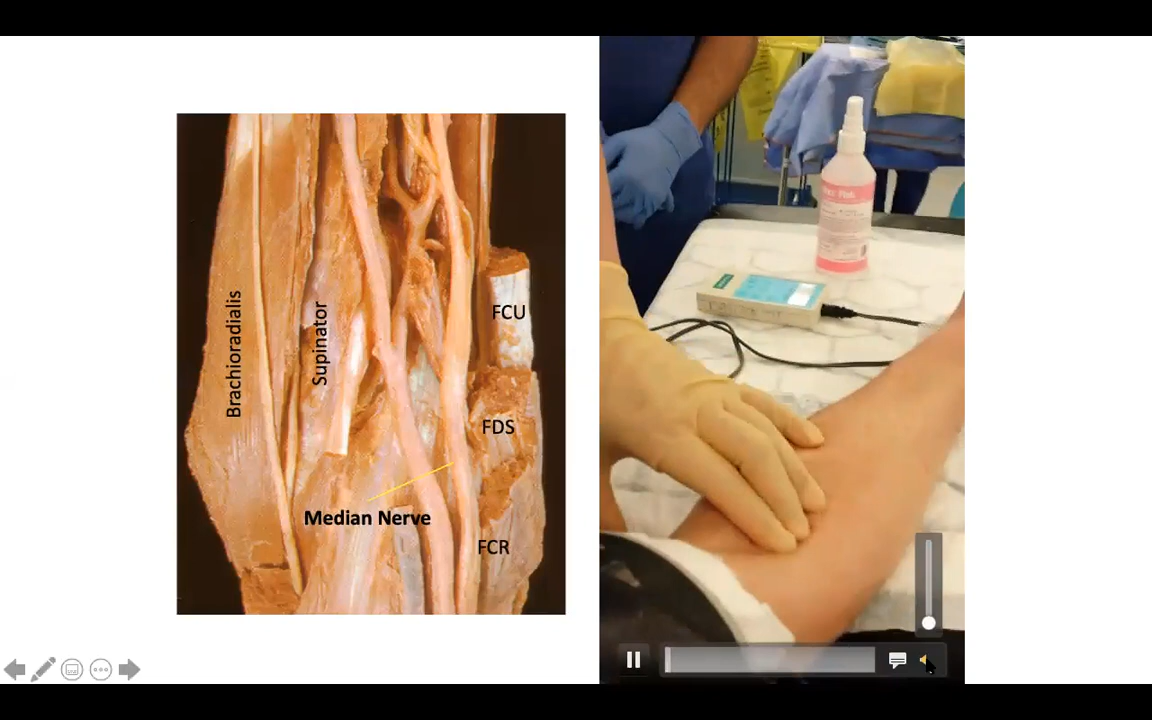 Brachioradialis
Supinator
FCU
FDS
Median Nerve
FCR